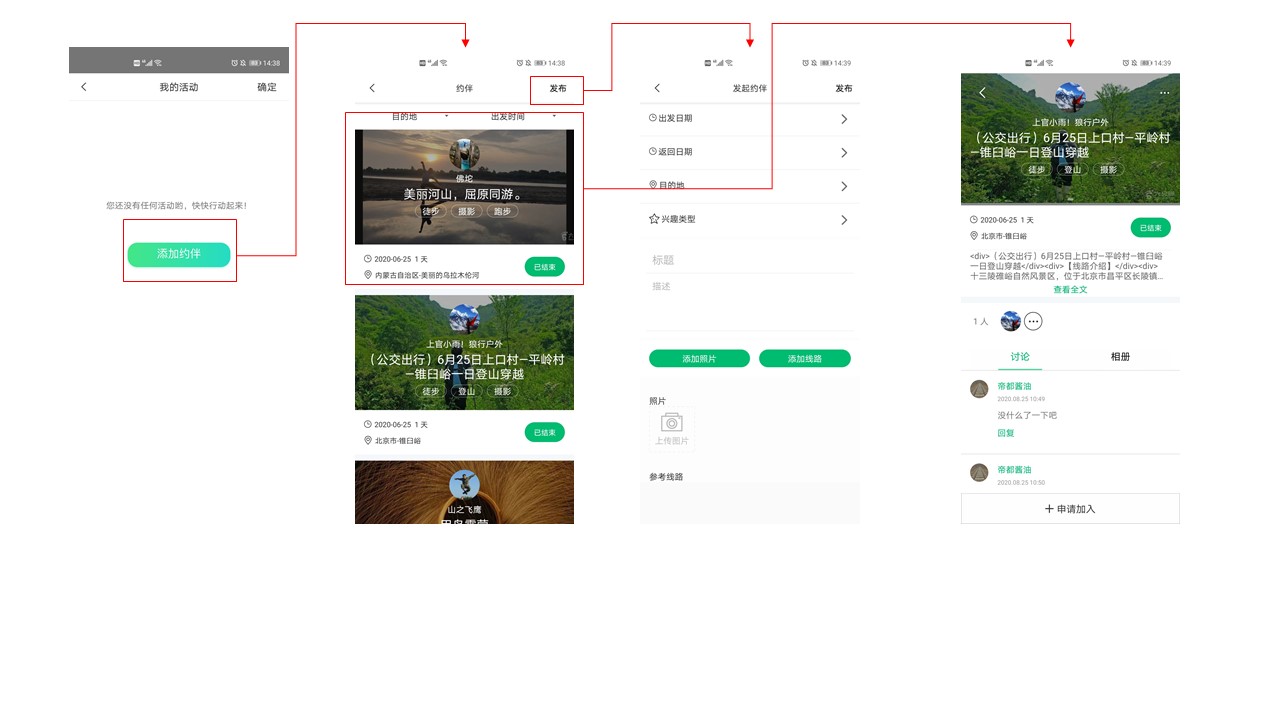 14:38
我的活动
确定
您还没有任何活动哟，快快行动起来！
添加约伴
14:38
约伴
发布
目的地
出发时间
佛坨
美丽河山，屈原同游。
徒步
摄影
跑步
2020-06-25 1 天
内蒙古自治区-美丽的乌拉木伦河
已结束
上官小雨！狼行户外
（公交出行）6月25日上口村—平岭村
—锥臼峪一日登山穿越
徒步
登山
摄影
2020-06-25 1 天
北京市-锥臼峪
已结束
山之飞鹰
14:39
发起约伴
发布
出发日期
返回日期
目的地
兴趣类型
标题
描述
添加照片
添加线路
照片
上传图片
参考线路
14:39
上官小雨！狼行户外
（公交出行）6月25日上口村—平岭村
—锥臼峪一日登山穿越
徒步
登山
摄影
2020-06-25 1 天
北京市-锥臼峪
已结束
<div>（公交出行）6月25日上口村—平岭村—锥臼峪
一日登山穿越</div><div>【线路介绍】</div><div>
十三陵碓峪自然风景区，位于北京市昌平区长陵镇...
查看全文
1 人
讨论
相册
帝都酱油
2020.08.25 10:49
没什么了一下吧
回复
帝都酱油
2020.08.25 10:50
＋ 申请加入